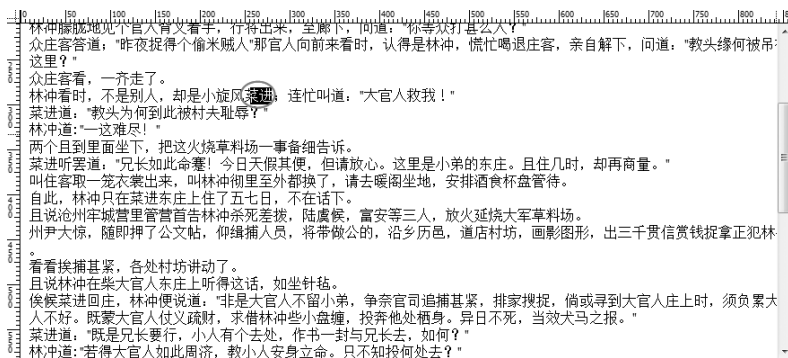 0 50 100 150 200 250 300 350 400 450 500 550 600 650 700 750 8
林冲朦胧地见个官人背叉着手，行将出来，至廊下，问道："你等众打甚么人？"
众庄客答道："昨夜捉得个偷米贼人"那官人向前来看时，认得是林冲，慌忙喝退庄客，亲自解下，问道："教头缘何被吊在
这里？"
众庄客看，一齐走了。
林冲看时，不是别人，却是小旋风菜进；连忙叫道："大官人救我！"
菜进道："教头为何到此被村夫耻辱？"
林冲道:"一这难尽！"
两个且到里面坐下，把这火烧草料场一事备细告诉。
菜进听罢道："兄长如此命蹇！今日天假其便，但请放心。这里是小弟的东庄。且住几时，却再商量。"
叫住客取一笼衣裳出来，叫林冲彻里至外都换了，请去暖阁坐地，安排酒食杯盘管待。
自此，林冲只在菜进东庄上住了五七日，不在话下。
且说沧州牢城营里管营首告林冲杀死差拨，陆虞候，富安等三人，放火延烧大军草料场。
州尹大惊，随即押了公文帖，仰缉捕人员，将带做公的，沿乡历邑，道店村坊，画影图形，出三千贯信赏钱捉拿正犯林
。
看看挨捕甚紧，各处村坊讲动了。
且说林冲在柴大官人东庄上听得这话，如坐针毡。
俟候菜进回庄，林冲便说道："非是大官人不留小弟，争奈官司追捕甚紧，排家搜捉，倘或寻到大官人庄上时，须负累大
人不好。既蒙大官人仗义疏财，求借林冲些小盘缠，投奔他处栖身。异日不死，当效犬马之报。"
菜进道："既是兄长要行，小人有个去处，作书一封与兄长去，如何？"
林冲道:"若得大官人如此周济，教小人安身立命。只不知投何处去？"